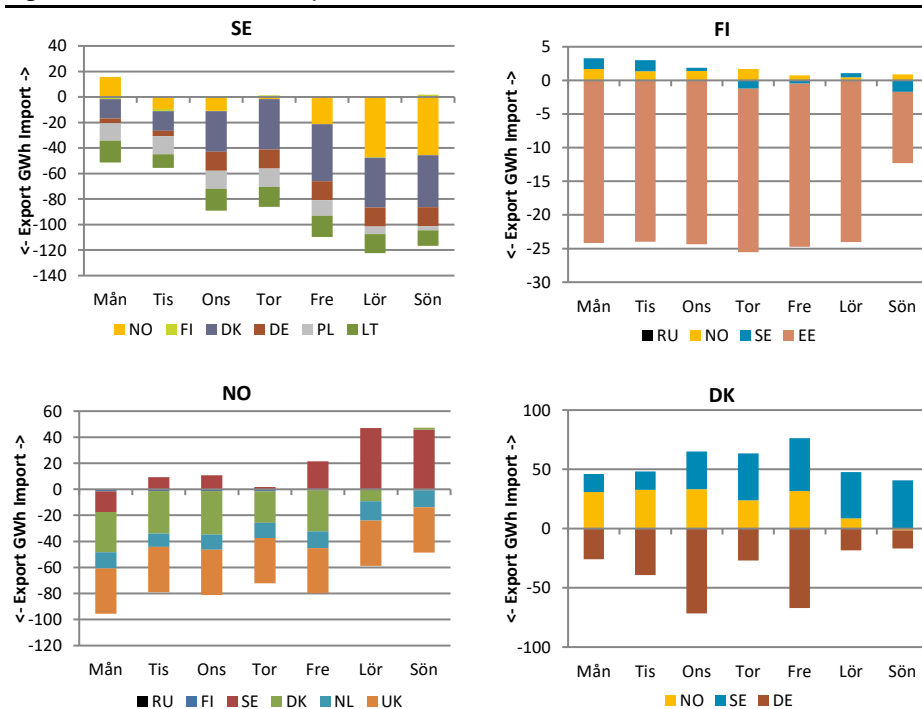 SE
<- Export GWh Import ->
40
20
0
-20
-40
-60
-80
-100
-120
-140
Mån Tis Ons Tor Fre Lör Sön
NO FI DK DE PL LT
FI
<- Export GWh Import ->
5
0
-5
-10
-15
-20
-25
-30
Mån Tis Ons Tor Fre Lör Sön
RU NO SE EE
NO
<- Export GWh Import ->
60
40
20
0
-20
-40
-60
-80
-100
-120
Mån Tis Ons Tor Fre Lör Sön
RU FI SE DK NL UK
DK
<- Export GWh Import ->
100
50
0
-50
-100
Mån Tis Ons Tor Fre Lör Sön
NO SE DE